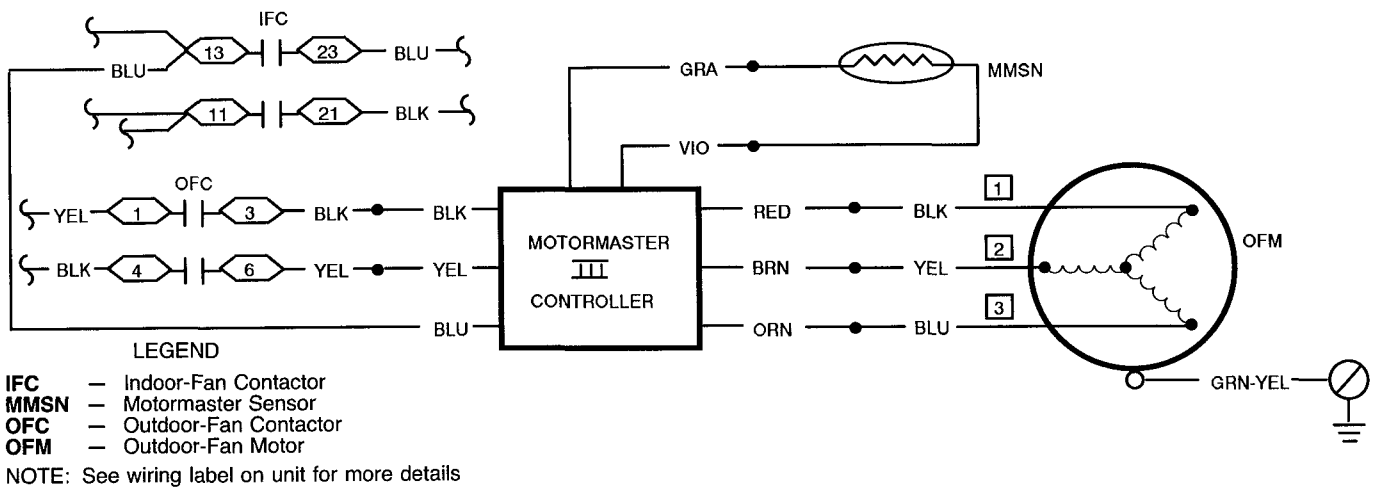 IFC
13
23
BLU
BLU
11
21
BLK
OFC
YEL
1
3
BLK
BLK
BLK
4
6
YEL
YEL
BLU
GRA
MMSN
VIO
MOTORMASTER
III
CONTROLLER
RED
BLK
1
BRN
YEL
2
ORN
BLU
3
OFM
GRN-YEL
LEGEND
IFC — Indoor-Fan Contactor
MMSN — Motormaster Sensor
OFC — Outdoor-Fan Contactor
OFM — Outdoor-Fan Motor
NOTE: See wiring label on unit for more details